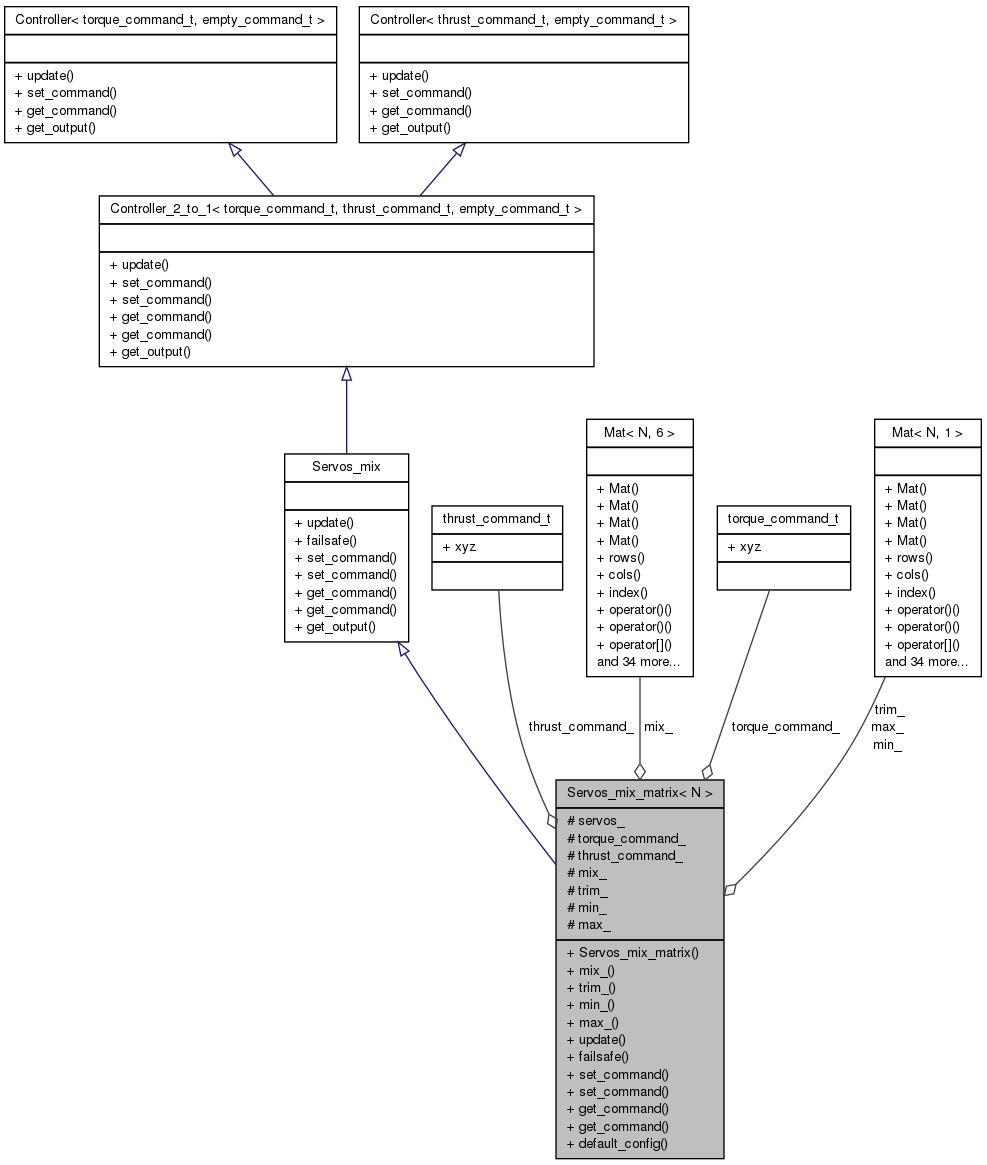 Controller< torque_command_t, empty_command_t >
+ update()
+ set_command()
+ get_command()
+ get_output()
Controller< thrust_command_t, empty_command_t >
+ update()
+ set_command()
+ get_command()
+ get_output()
Controller_2_to_1< torque_command_t, thrust_command_t, empty_command_t >
+ update()
+ set_command()
+ set_command()
+ get_command()
+ get_command()
+ get_output()
Servos_mix
+ update()
+ failsafe()
+ set_command()
+ set_command()
+ get_command()
+ get_command()
+ get_output()
thrust_command_t
+ xyz
Mat< N, 6 >
+ Mat()
+ Mat()
+ Mat()
+ Mat()
+ rows()
+ cols()
+ index()
+ operator()()
+ operator()()
+ operator[]()
and 34 more...
torque_command_t
+ xyz
Mat< N, 1 >
+ Mat()
+ Mat()
+ Mat()
+ Mat()
+ rows()
+ cols()
+ index()
+ operator()()
+ operator()()
+ operator[]()
and 34 more...
thrust_command_
mix_
torque_command_
trim_
max_
min_
Servos_mix_matrix< N >
# servos_
# torque_command_
# thrust_command_
# mix_
# trim_
# min_
# max_
+ Servos_mix_matrix()
+ mix_()
+ trim_()
+ min_()
+ max_()
+ update()
+ failsafe()
+ set_command()
+ set_command()
+ get_command()
+ get_command()
+ default_config()